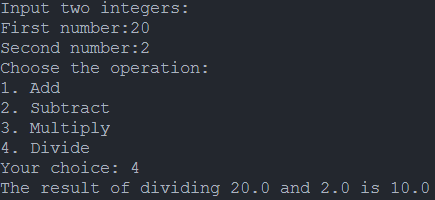 Input two integers:
First number:20
Second number:2
Choose the operation:
1. Add
2. Subtract
3. Multiply
4. Divide
Your choice: 4
The result of dividing 20.0 and 2.0 is 10.0